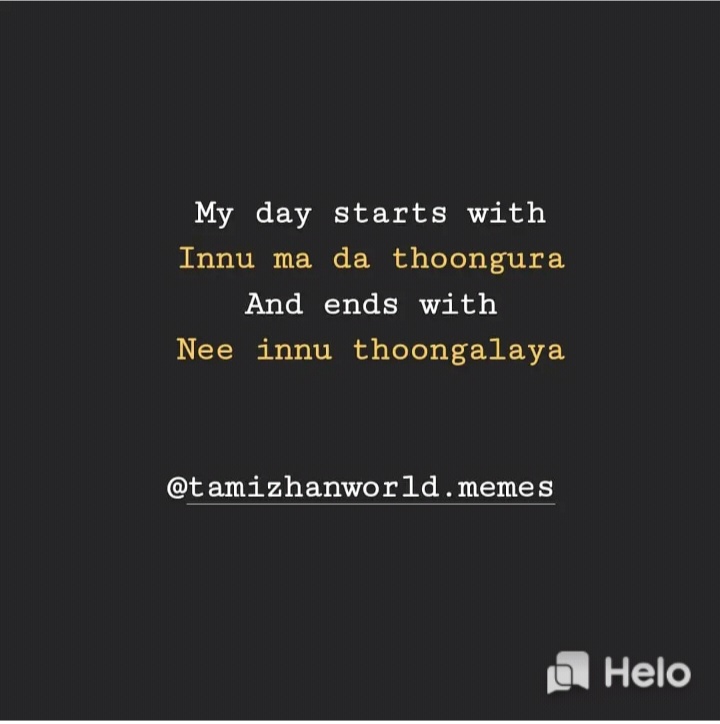 My day starts with
Innu ma da thoongura
And ends with
Nee innu thoongalaya
@tamizhanworld.memes
Helo